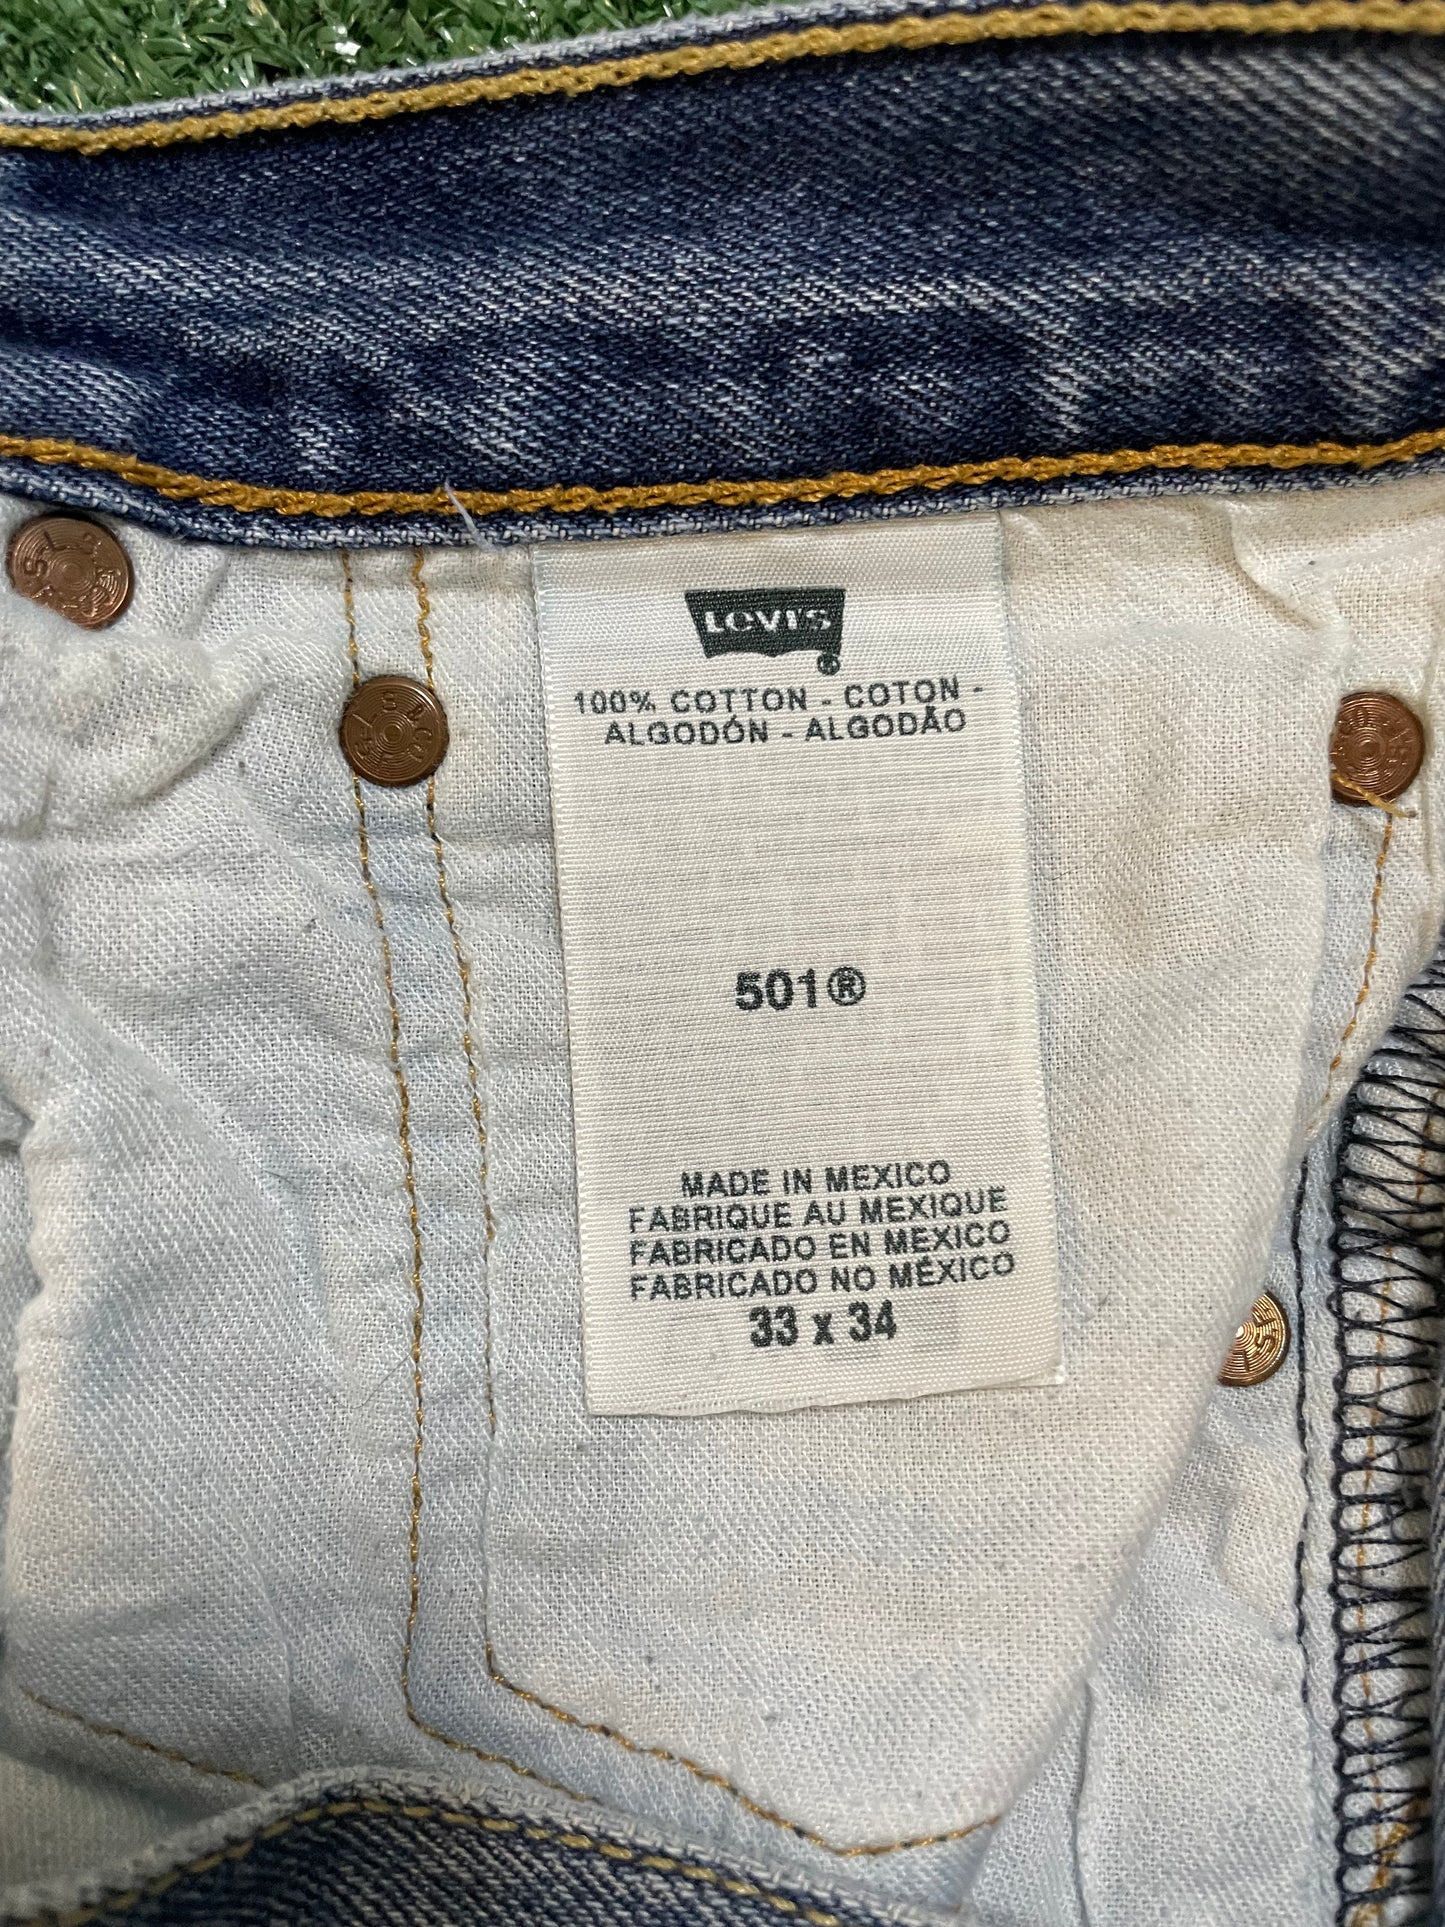 LEVI'S
®
100% COTTON - COTON -
ALGODÓN - ALGODÃO
501®
MADE IN MEXICO
FABRIQUE AU MEXIQUE
FABRICADO EN MEXICO
FABRICADO NO MÉXICO
33 x 34